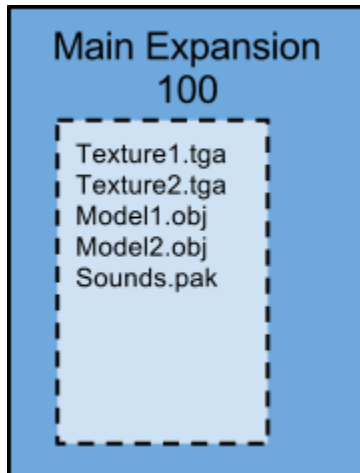 Main Expansion
100
Texture1.tga
Texture2.tga
Model1.obj
Model2.obj
Sounds.pak